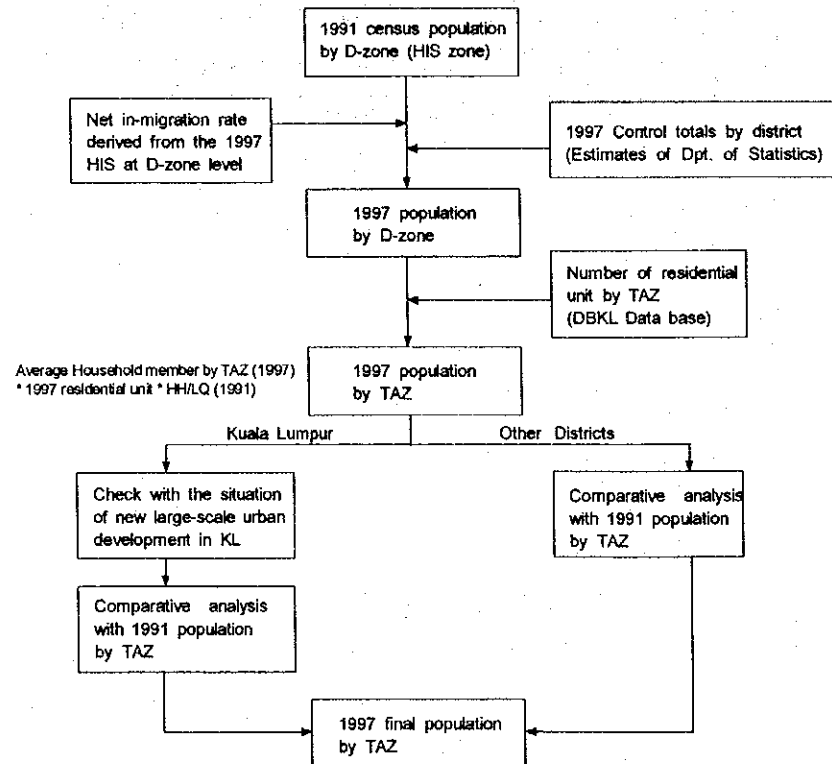 1991 census population
by D-zone (HIS zone)
Net in-migration rate
derived from the 1997
HIS at D-zone level
1997 Control totals by district
(Estimates of Dpt. of Statistics)
1997 population
by D-zone
Number of residential
unit by TAZ
(DBKL Data base)
Average Household member by TAZ (1997)
* 1997 residential unit * HH/LQ (1991)
1997 population
by TAZ
Kuala Lumpur
Other Districts
Check with the situation
of new large-scale urban
development in KL
Comparative analysis
with 1991 population
by TAZ
Comparative analysis
with 1991 population
by TAZ
1997 final population
by TAZ